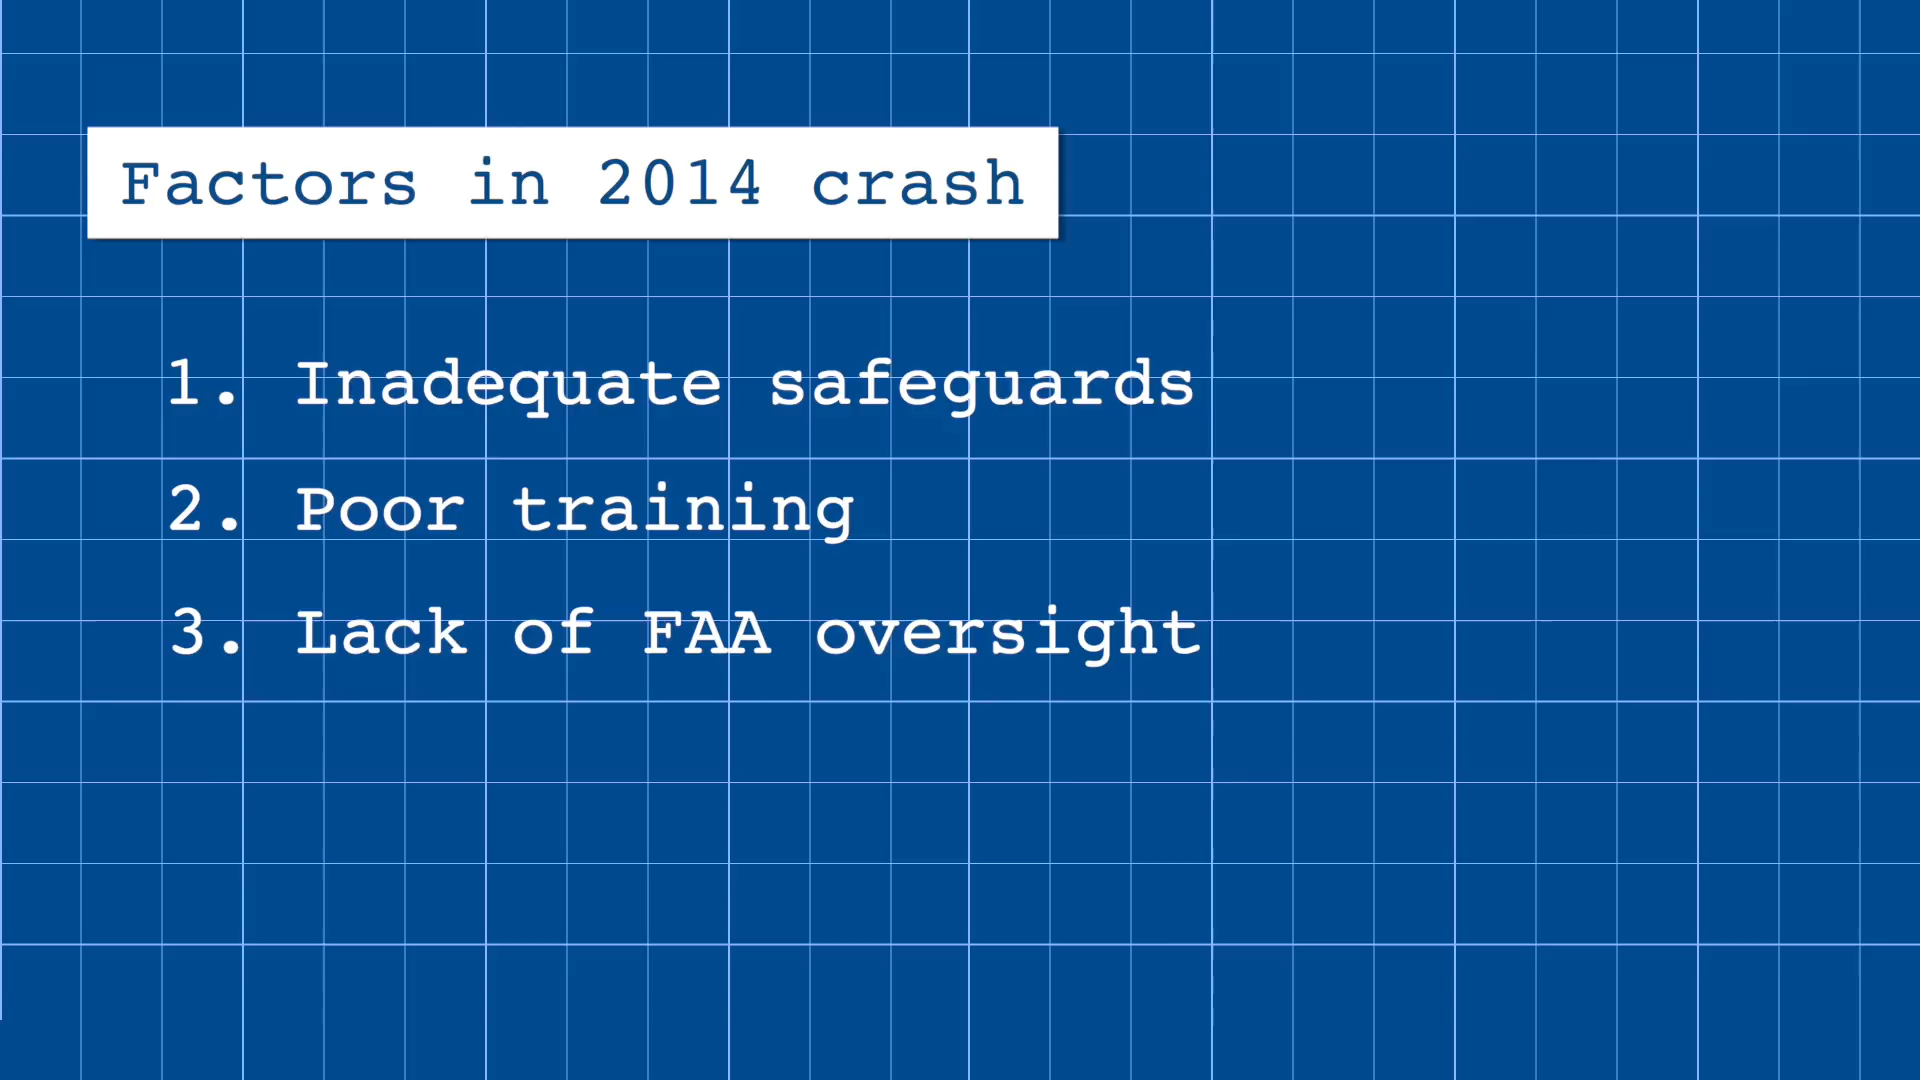 Factors in 2014 crash
1. Inadequate safeguards
2. Poor training
3. Lack of FAA oversight